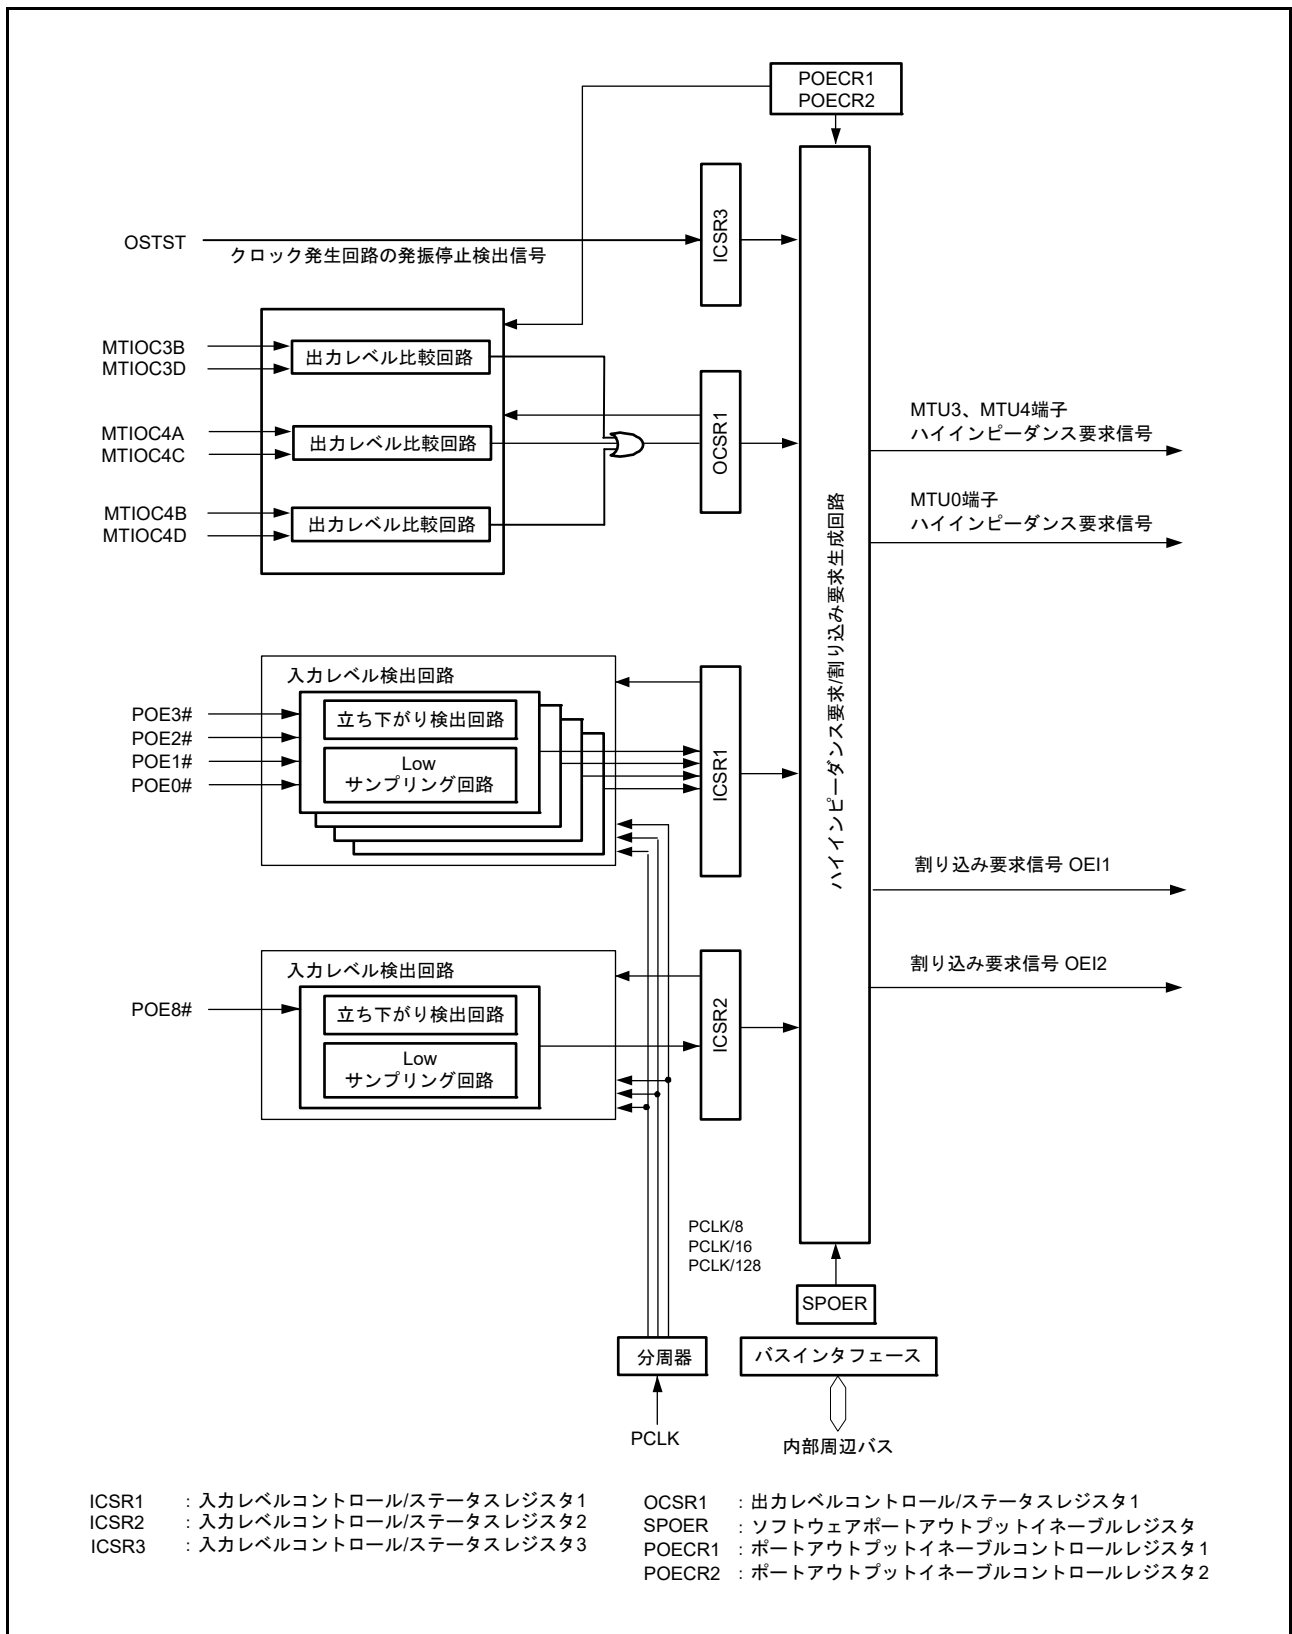 POECR1
POECR2
ICSR3
OSTST
クロック発生回路の発振停止検出信号
MTIOC3B
MTIOC3D
出力レベル比較回路
MTIOC4A
MTIOC4C
出力レベル比較回路
MTIOC4B
MTIOC4D
出力レベル比較回路
OCSR1
ハイインピーダンス要求/割り込み要求生成回路
MTU3、MTU4端子
ハイインピーダンス要求信号
MTU0端子
ハイインピーダンス要求信号
入力レベル検出回路
POE3#
POE2#
POE1#
POE0#
立ち下がり検出回路
Low
サンプリング回路
ICSR1
割り込み要求信号 OEI1
入力レベル検出回路
POE8#
立ち下がり検出回路
Low
サンプリング回路
ICSR2
割り込み要求信号 OEI2
PCLK/8
PCLK/16
PCLK/128
SPOER
分周器
バスインタフェース
PCLK
内部周辺バス
ICSR1 : 入力レベルコントロール/ステータスレジスタ1
ICSR2 : 入力レベルコントロール/ステータスレジスタ2
ICSR3 : 入力レベルコントロール/ステータスレジスタ3
OCSR1 : 出力レベルコントロール/ステータスレジスタ1
SPOER : ソフトウェアポートアウトプットイネーブルレジスタ
POECR1 : ポートアウトプットイネーブルコントロールレジスタ1
POECR2 : ポートアウトプットイネーブルコントロールレジスタ2